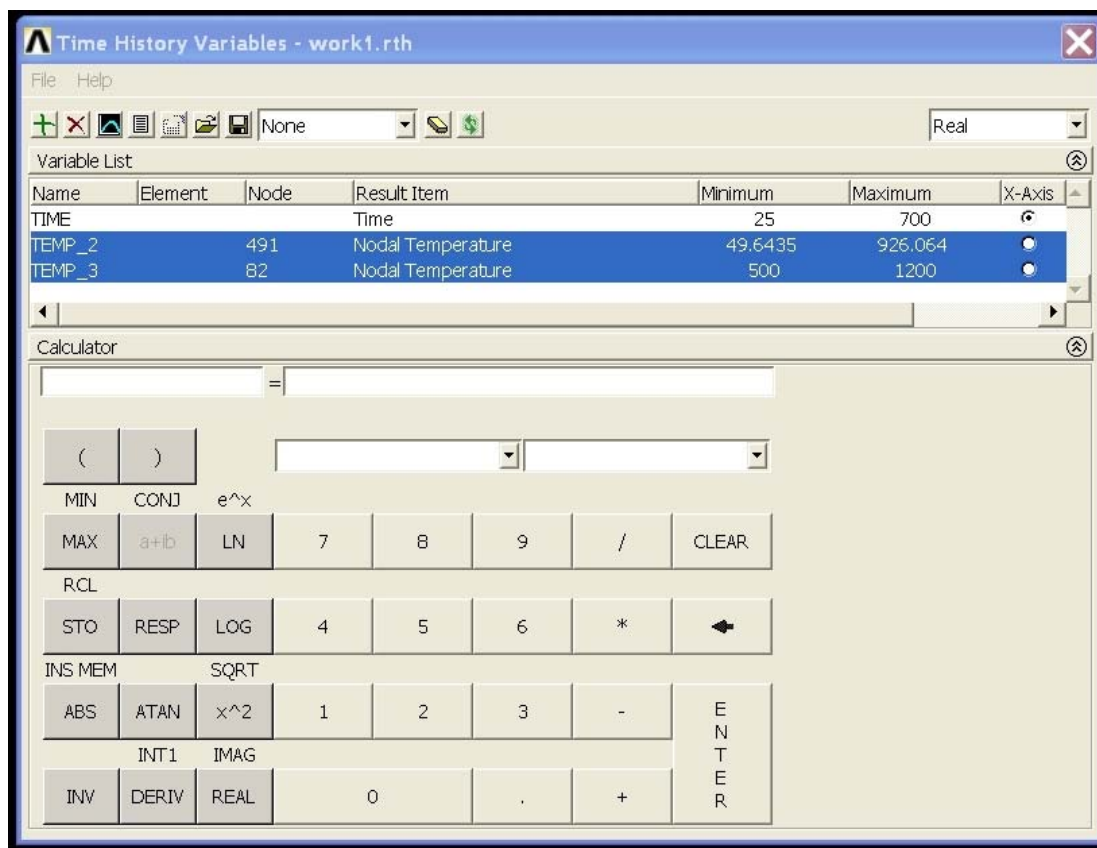 Time History Variables - work1.rth
File Help
None Real
Variable List
Name Element Node Result Item Minimum Maximum X-Axis
TIME Time 25 700
TEMP_2 491 Nodal Temperature 49.6435 926.064
TEMP_3 82 Nodal Temperature 500 1200
Calculator
=
( )
MIN CONJ e^x
MAX a+ib LN 7 8 9 / CLEAR
RCL
STO RESP LOG 4 5 6 *
INS MEM SQRT
ABS ATAN x^2 1 2 3 - ENTER
INT1 IMAG
INV DERIV REAL 0 . +